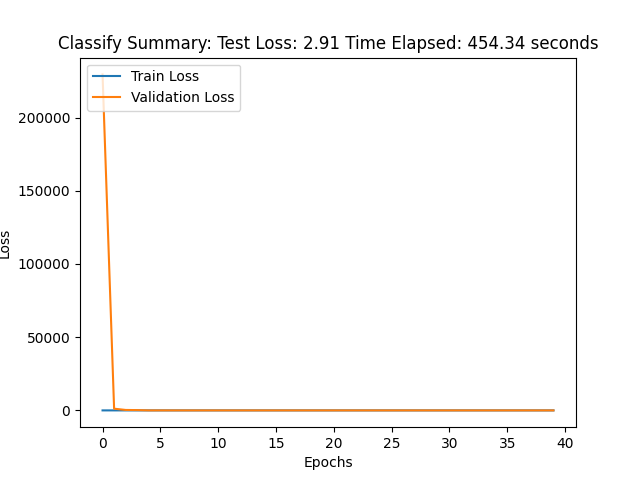 Classify Summary: Test Loss: 2.91 Time Elapsed: 454.34 seconds
Train Loss
Validation Loss
200000
150000
100000
50000
0
Loss
0 5 10 15 20 25 30 35 40
Epochs